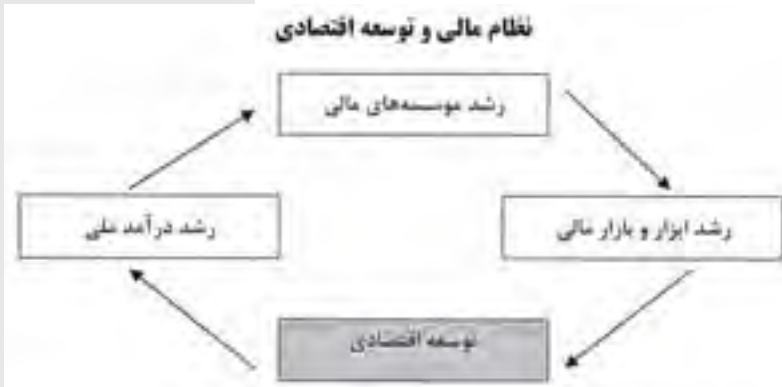 نظام مالی و توسعه اقتصادی
رشد موسسه‌های مالی
رشد ابزار و بازار مالی
رشد درآمد ملی
توسعه اقتصادی